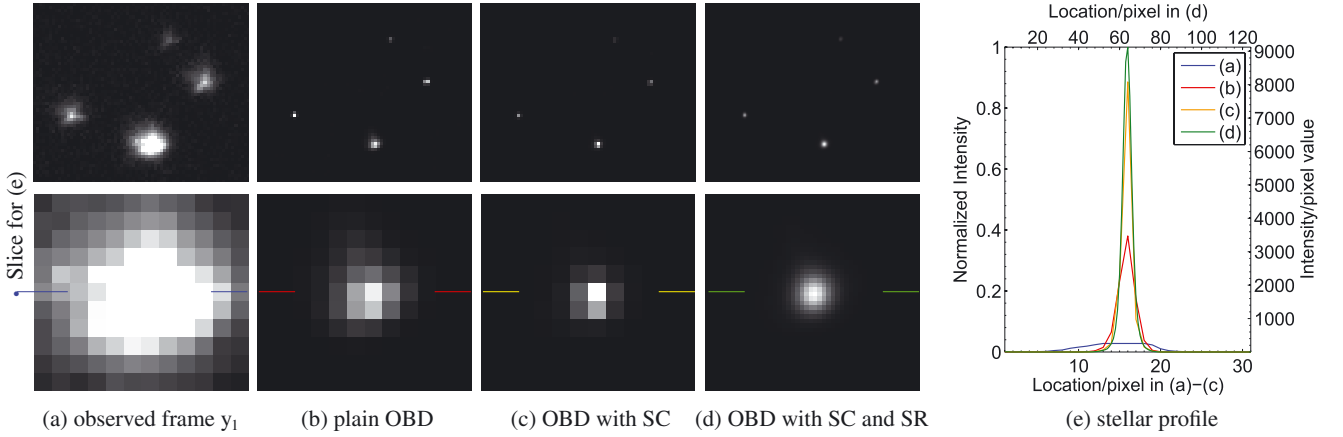 Slice for (e)
(a) observed frame y₁
(b) plain OBD
(c) OBD with SC
(d) OBD with SC and SR
Location/pixel in (d)
20 40 60 80 100 120
Normalized Intensity
1
0.8
0.6
0.4
0.2
0
(a)
(b)
(c)
(d)
9000
8000
7000
6000
5000
4000
3000
2000
1000
Intensity/pixel value
10 20 30
Location/pixel in (a)−(c)
(e) stellar profile